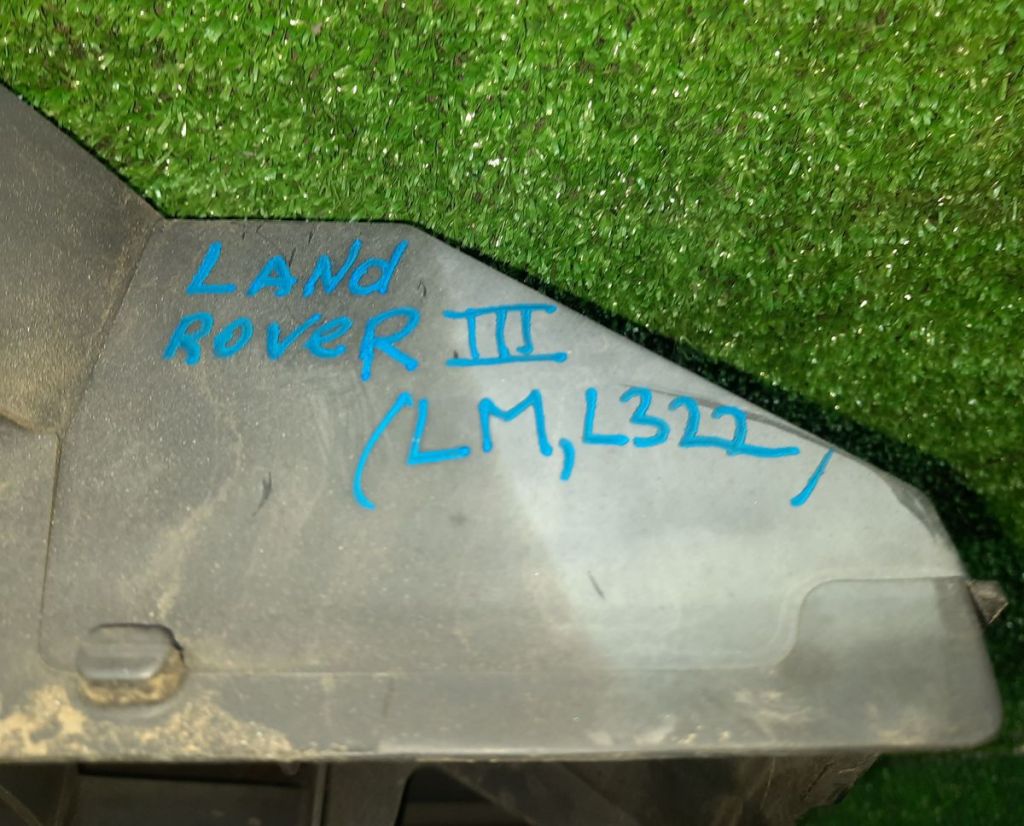 LANd
ROVeR III
(LM, L322)